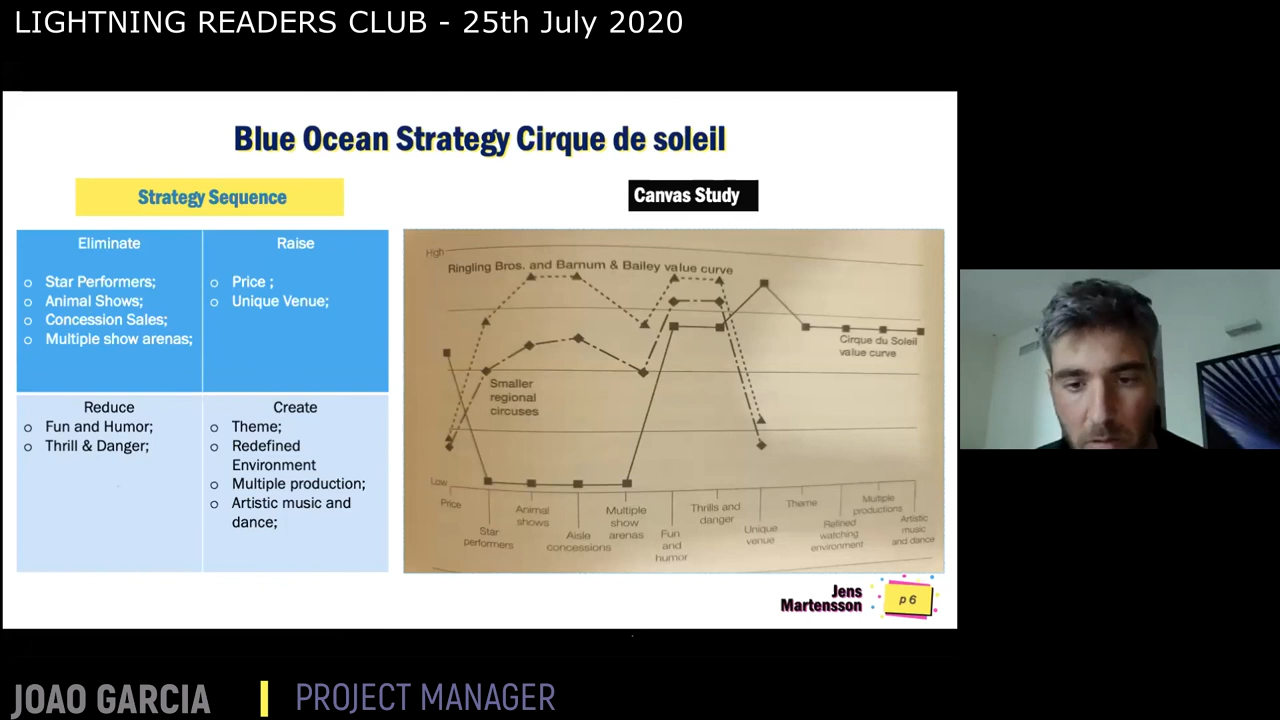 LIGHTNING READERS CLUB - 25th July 2020
Blue Ocean Strategy Cirque de soleil
Strategy Sequence
Eliminate
Star Performers;
Animal Shows;
Concession Sales;
Multiple show arenas;
Raise
Price ;
Unique Venue;
Reduce
Fun and Humor;
Thrill & Danger;
Create
Theme;
Redefined
Environment
Multiple production;
Artistic music and
dance;
Canvas Study
High
Ringling Bros. and Barnum & Bailey value curve
Smaller
regional
circuses
Cirque du Soleil
value curve
Low
Price
Star
performers
Animal
shows
Aisle
concessions
Multiple
show
arenas
Fun
and
humor
Thrills and
danger
Unique
venue
Theme
Refined
watching
environment
Multiple
productions
Artistic
music
and dance
Jens
Martensson
p 6
JOAO GARCIA
PROJECT MANAGER